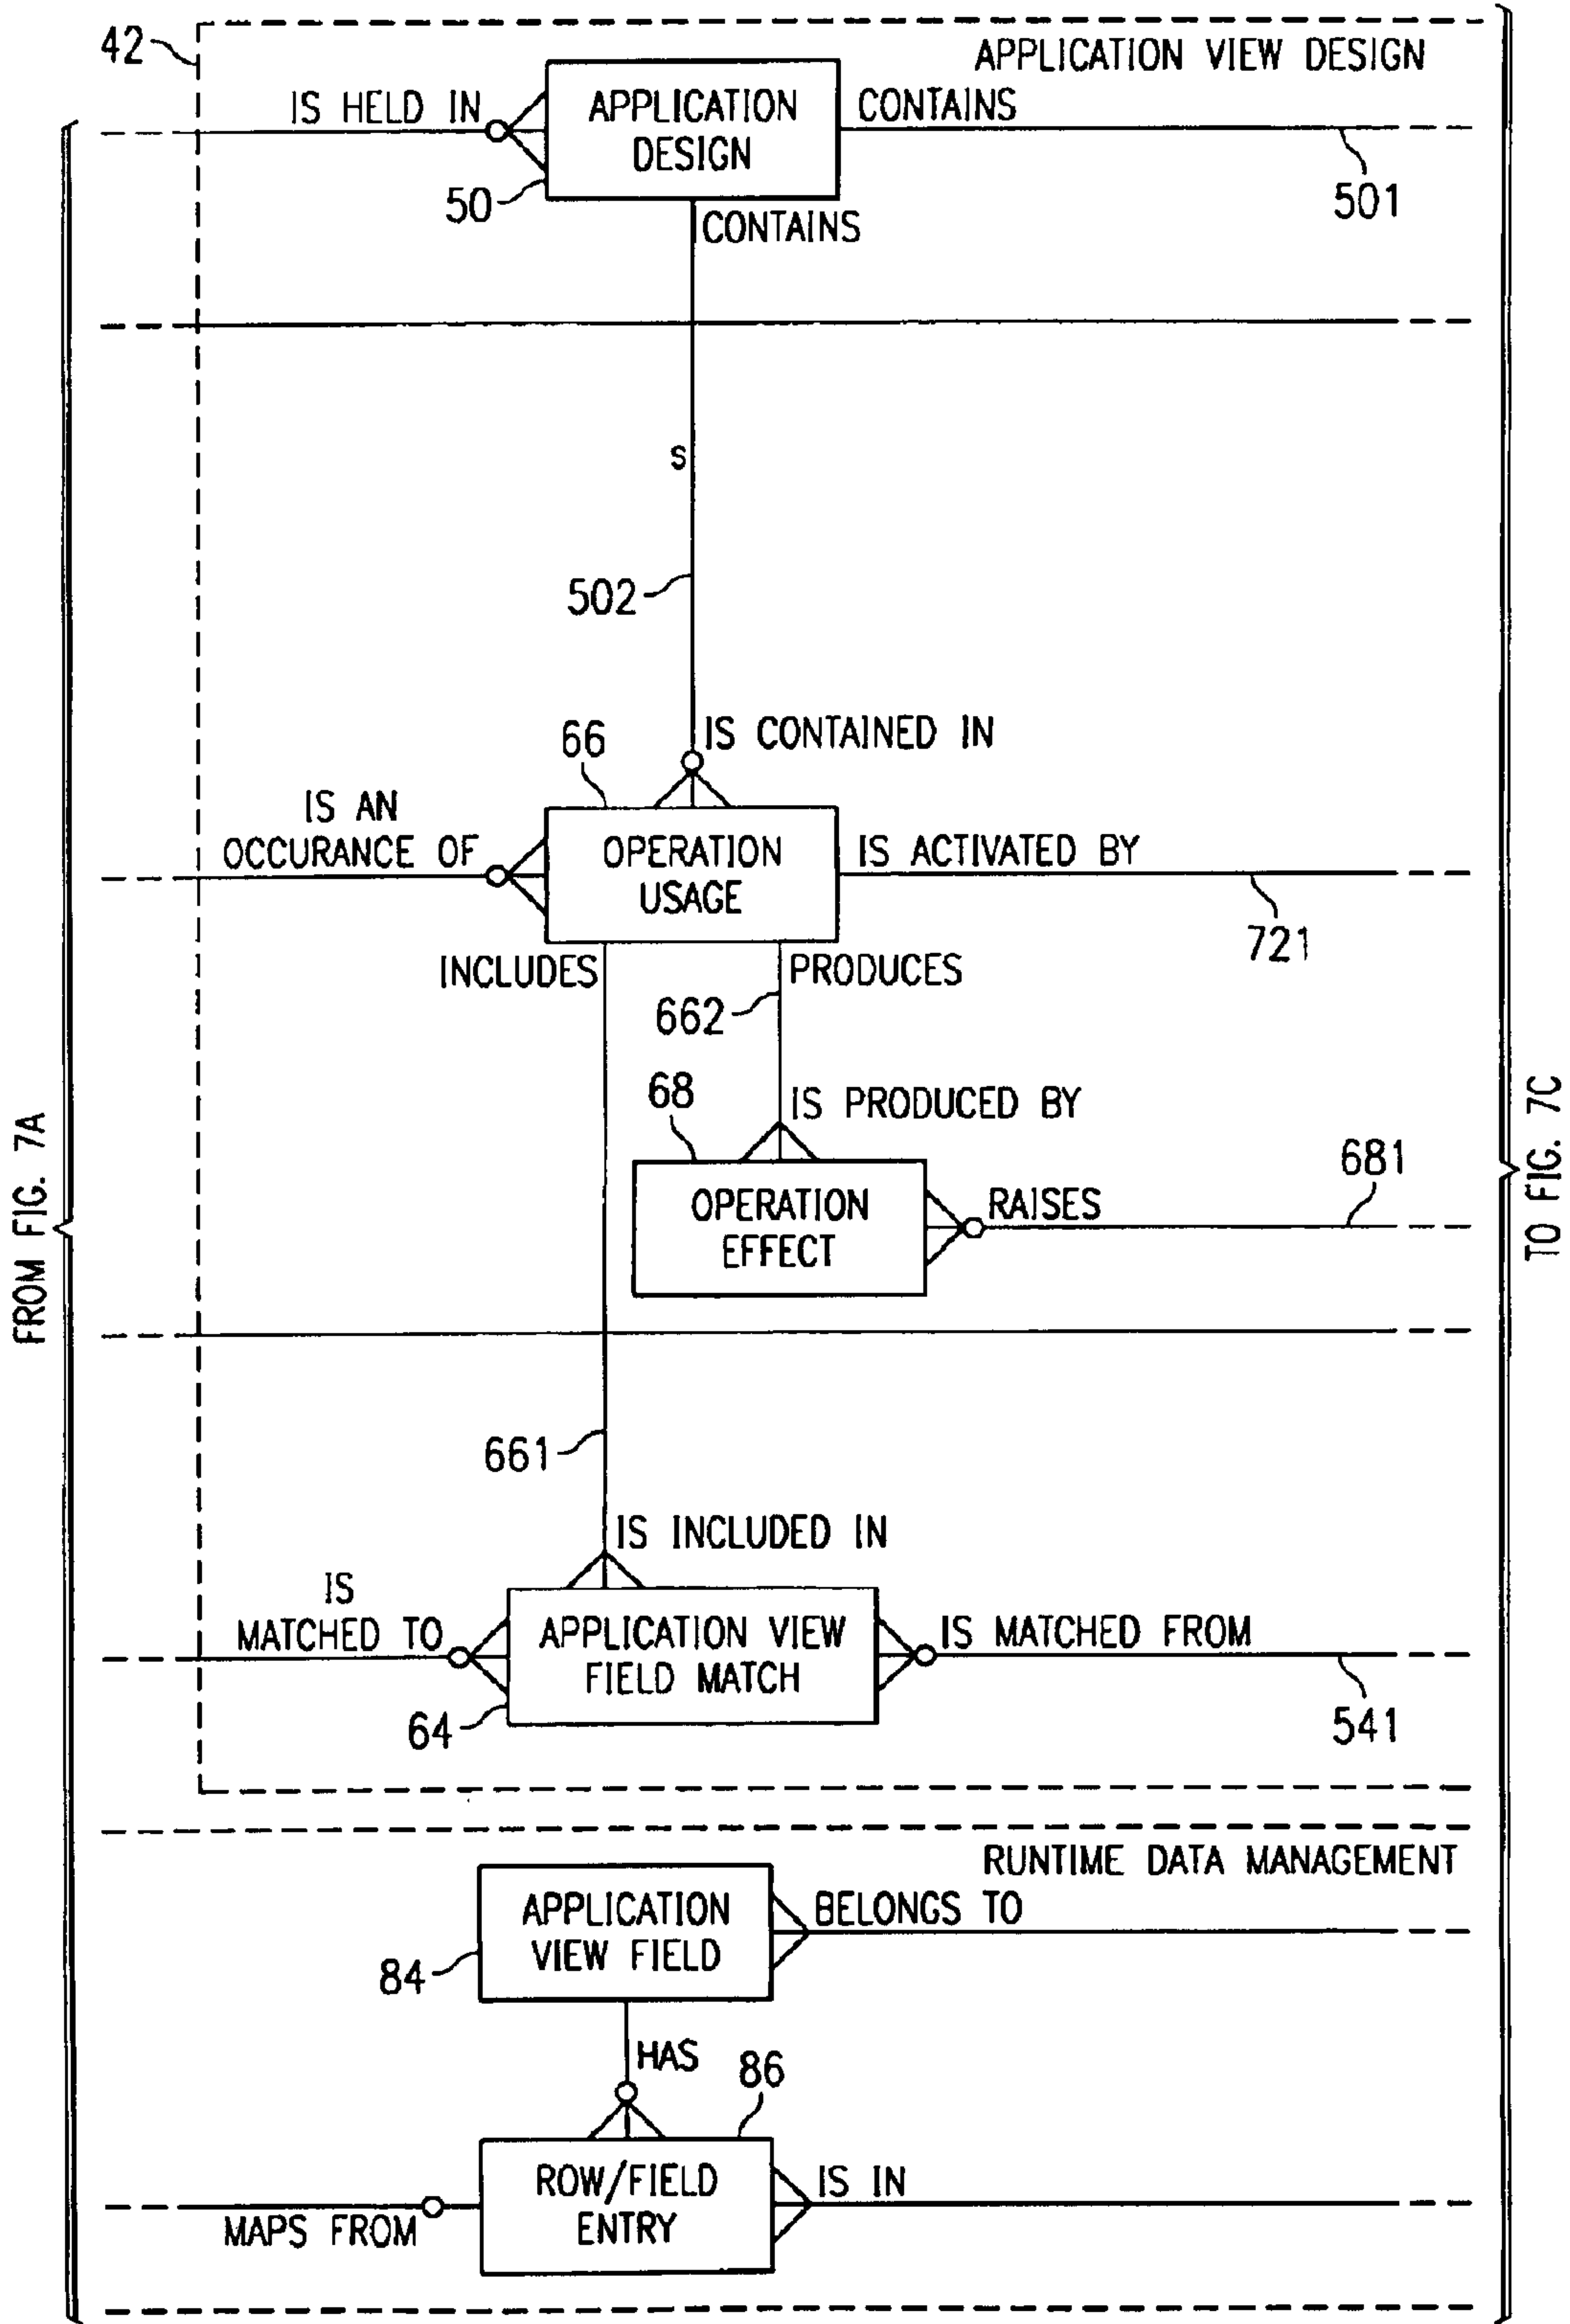 42
APPLICATION VIEW DESIGN
IS HELD IN
APPLICATION
DESIGN
CONTAINS
50
501
CONTAINS
S
502
66
IS CONTAINED IN
IS AN
OCCURANCE OF
OPERATION
USAGE
IS ACTIVATED BY
721
INCLUDES
PRODUCES
662
68
IS PRODUCED BY
OPERATION
EFFECT
RAISES
681
FROM FIG. 7A
TO FIG. 7C
661
IS INCLUDED IN
IS
MATCHED TO
APPLICATION VIEW
FIELD MATCH
IS MATCHED FROM
64
541
RUNTIME DATA MANAGEMENT
APPLICATION
VIEW FIELD
BELONGS TO
84
HAS
86
ROW/FIELD
ENTRY
IS IN
MAPS FROM